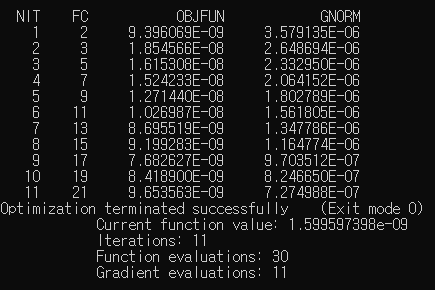 NIT FC OBJFUN GNORM
1 2 9.396069E-09 3.579135E-06
2 3 1.854566E-08 2.648694E-06
3 5 1.615308E-08 2.332950E-06
4 7 1.524233E-08 2.064152E-06
5 9 1.271440E-08 1.802789E-06
6 11 1.026987E-08 1.561805E-06
7 13 8.695519E-09 1.347786E-06
8 15 9.199283E-09 1.164774E-06
9 17 7.682627E-09 9.703512E-07
10 19 8.418900E-09 8.246650E-07
11 21 9.653563E-09 7.274988E-07
Optimization terminated successfully (Exit mode 0)
Current function value: 1.599597398e-09
Iterations: 11
Function evaluations: 30
Gradient evaluations: 11